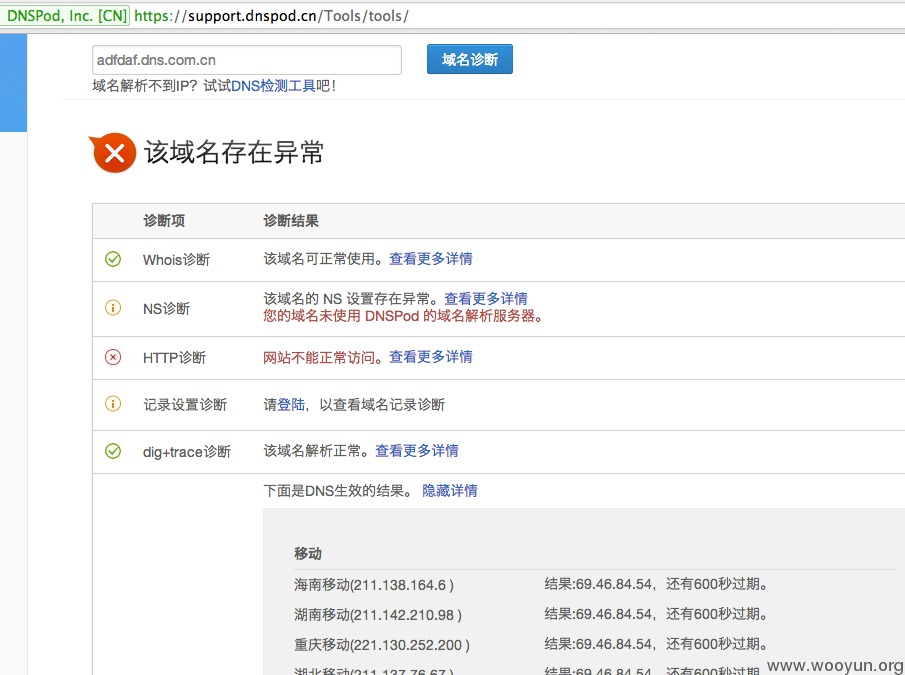 DNSPod, Inc. [CN] https://support.dnspod.cn/Tools/tools/
adfdaf.dns.com.cn 域名诊断
域名解析不到IP? 试试DNS检测工具吧!
该域名存在异常
诊断项 诊断结果
Whois诊断 该域名可正常使用。查看更多详情
NS诊断 该域名的 NS 设置存在异常。查看更多详情
您的域名未使用 DNSPod 的域名解析服务器。
HTTP诊断 网站不能正常访问。查看更多详情
记录设置诊断 请登陆，以查看域名记录诊断
dig+trace诊断 该域名解析正常。查看更多详情
下面是DNS生效的结果。 隐藏详情
移动
海南移动(211.138.164.6 ) 结果:69.46.84.54，还有600秒过期。
湖南移动(211.142.210.98 ) 结果:69.46.84.54，还有600秒过期。
重庆移动(221.130.252.200 ) 结果:69.46.84.54，还有600秒过期。
湖北移动(211.137.76.67 ) 结果:69.46.84.54，还有600秒过期
www.wooyun.org